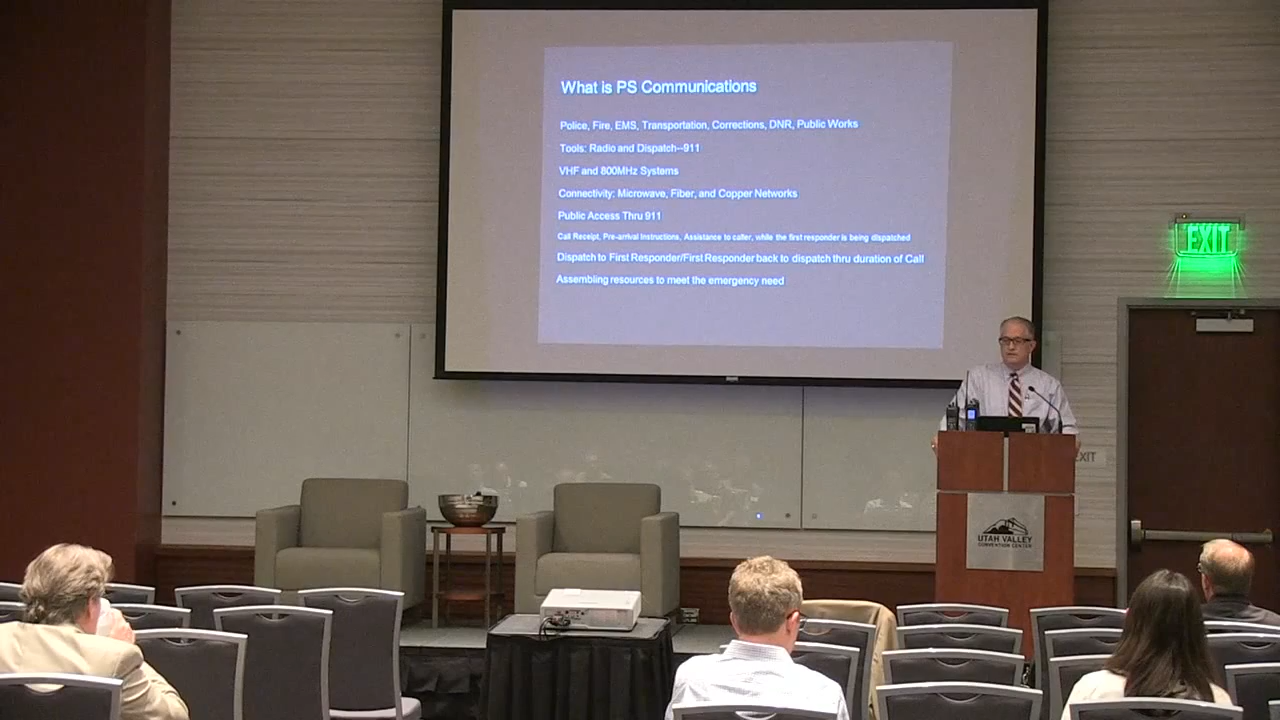 What is PS Communications
Police, Fire, EMS, Transportation, Corrections, DNR, Public Works
Tools: Radio and Dispatch--911
VHF and 800MHz Systems
Connectivity: Microwave, Fiber, and Copper Networks
Public Access Thru 911
Call Receipt, Pre-arrival Instructions, Assistance to caller, while the first responder is being dispatched
Dispatch to First Responder/First Responder back to dispatch thru duration of Call
Assembling resources to meet the emergency need
EXIT
EXIT
UTAH VALLEY
CONVENTION CENTER